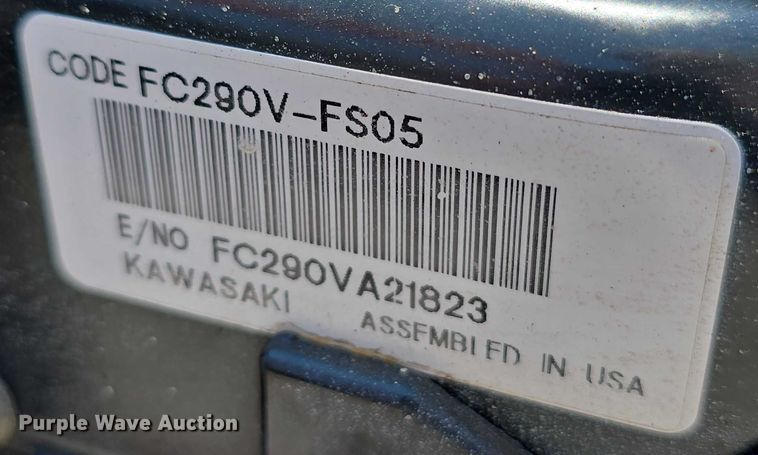 CODE FC290V-FS05
E/NO FC290VA21823
KAWASAKI ASSEMBLED IN USA
Purple Wave Auction